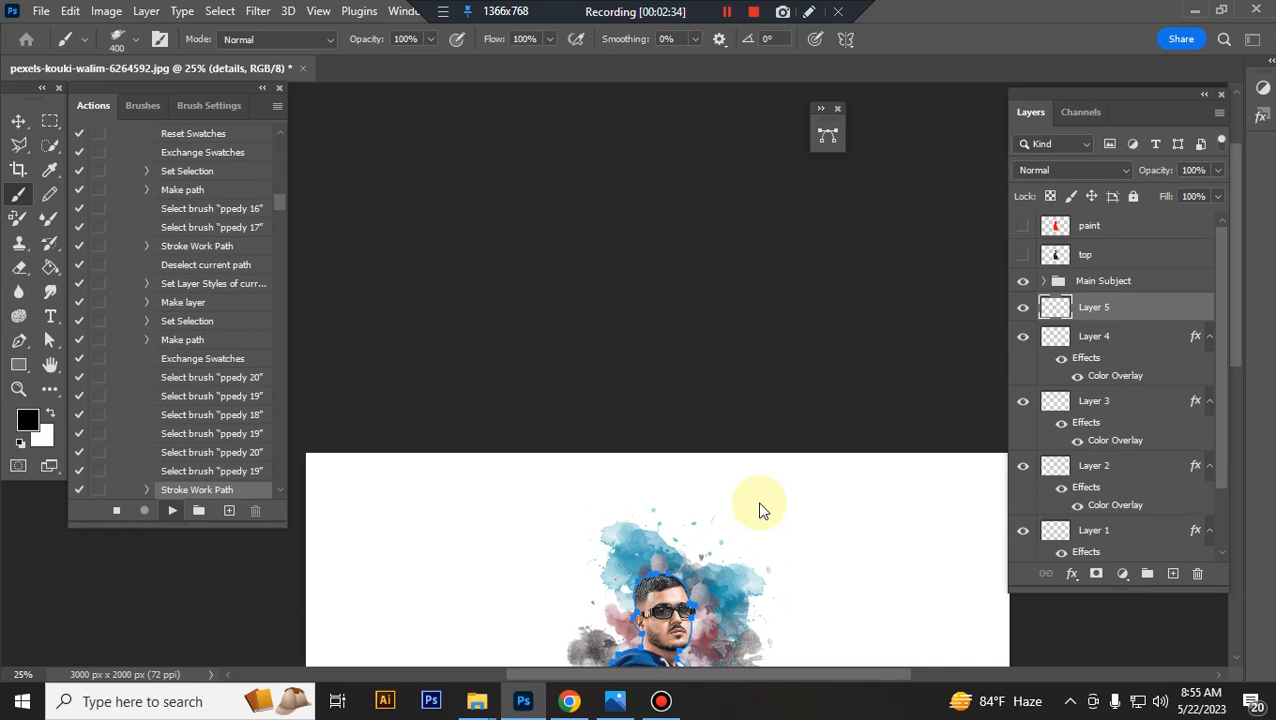 File Edit Image Layer Type Select Filter 3D View Plugins Windo
1366x768 Recording [00:02:34]
400 Mode: Normal Opacity: 100% Flow: 100% Smoothing: 0% 0° Share
pexels-kouki-walim-6264592.jpg @ 25% (details, RGB/8) *
Actions Brushes Brush Settings
Reset Swatches
Exchange Swatches
Set Selection
Make path
Select brush "ppedy 16"
Select brush "ppedy 17"
Stroke Work Path
Deselect current path
Set Layer Styles of curr...
Make layer
Set Selection
Make path
Exchange Swatches
Select brush "ppedy 20"
Select brush "ppedy 19"
Select brush "ppedy 18"
Select brush "ppedy 19"
Select brush "ppedy 20"
Select brush "ppedy 19"
Stroke Work Path
Layers Channels
Kind
Normal Opacity: 100%
Lock: Fill: 100%
paint
top
Main Subject
Layer 5
Layer 4 fx
Effects
Color Overlay
Layer 3 fx
Effects
Color Overlay
Layer 2 fx
Effects
Color Overlay
Layer 1 fx
Effects
fx
25% 3000 px x 2000 px (72 ppi)
Type here to search
84°F Haze
8:55 AM
5/22/2023
20